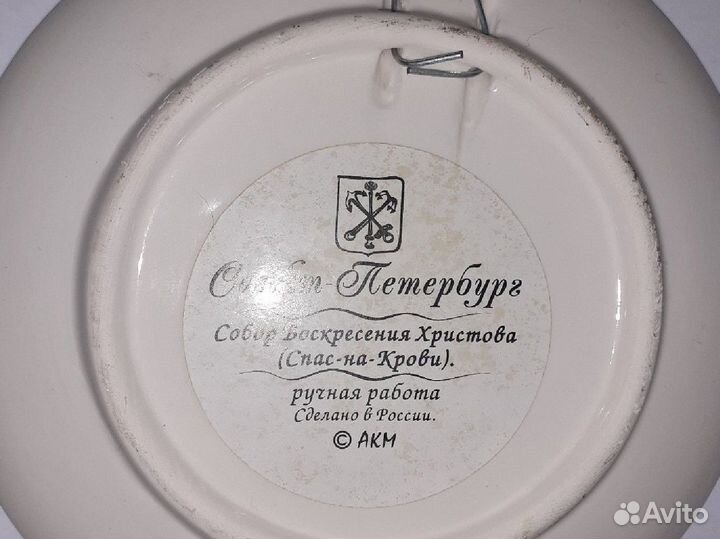 Санкт-Петербург
Собор Воскресения Христова
(Спас-на-Крови).
ручная работа
Сделано в России.
© АКМ
Avito